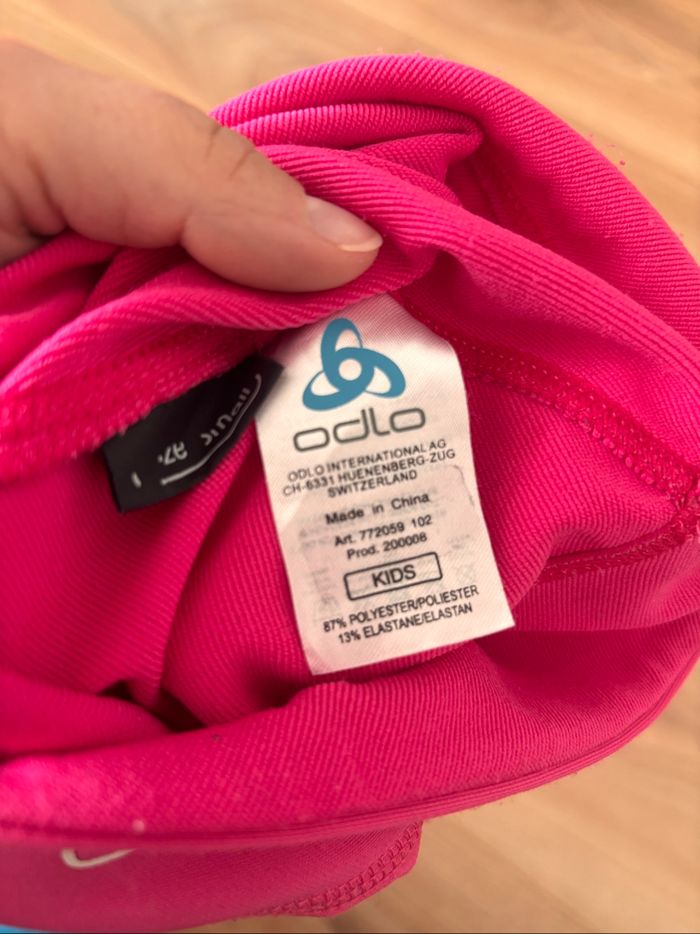 odlo
ODLO INTERNATIONAL AG
CH-6331 HUENENBERG-ZUG
SWITZERLAND
Made in China
Art. 772059 102
Prod. 200008
KIDS
87% POLYESTER/POLIESTER
13% ELASTANE/ELASTAN